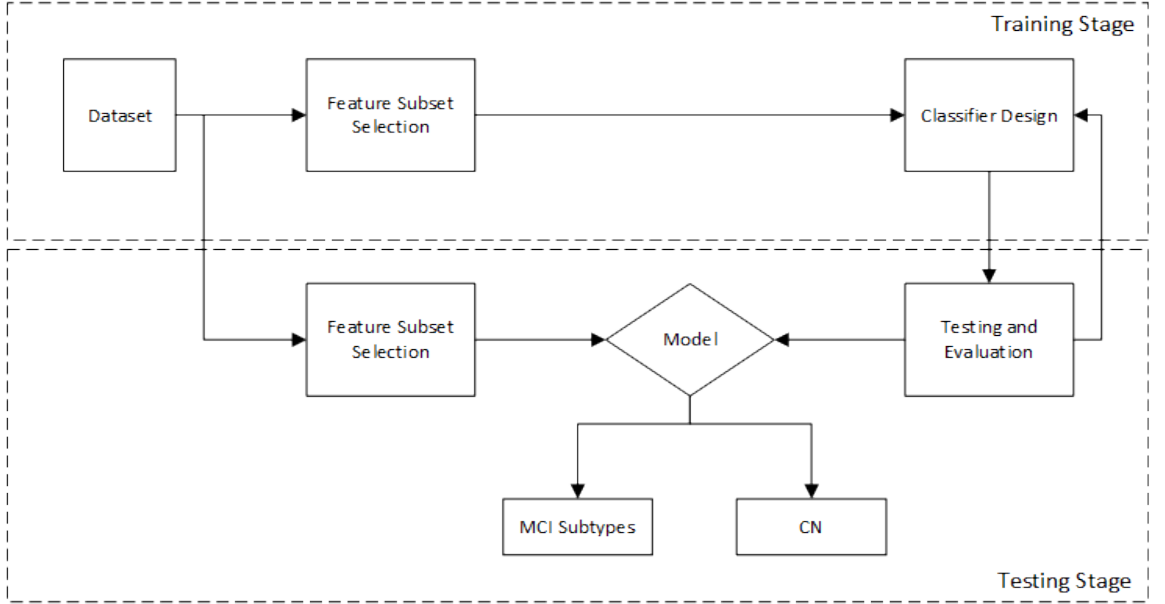 Training Stage
Dataset
Feature Subset
Selection
Classifier Design
Feature Subset
Selection
Model
Testing and
Evaluation
MCI Subtypes
CN
Testing Stage